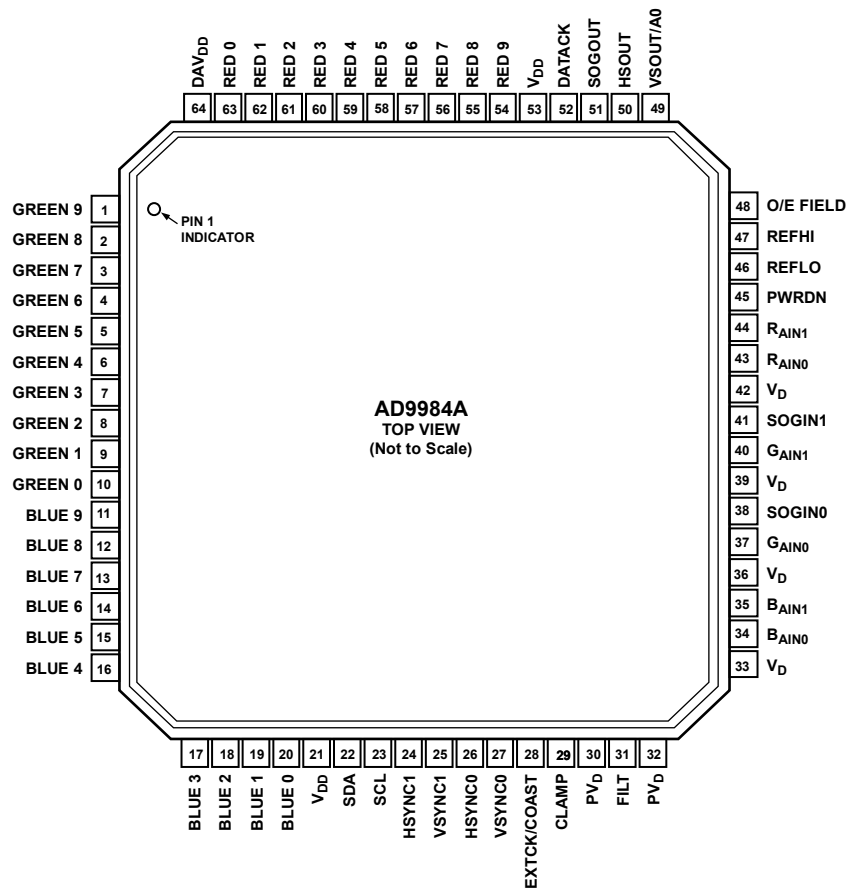 DAVDD
RED 0
RED 1
RED 2
RED 3
RED 4
RED 5
RED 6
RED 7
RED 8
RED 9
VDD
DATACK
SOGOUT
HSOUT
VSOUT/A0
64 63 62 61 60 59 58 57 56 55 54 53 52 51 50 49
GREEN 9 1
GREEN 8 2
GREEN 7 3
GREEN 6 4
GREEN 5 5
GREEN 4 6
GREEN 3 7
GREEN 2 8
GREEN 1 9
GREEN 0 10
BLUE 9 11
BLUE 8 12
BLUE 7 13
BLUE 6 14
BLUE 5 15
BLUE 4 16
PIN 1
INDICATOR
AD9984A
TOP VIEW
(Not to Scale)
48 O/E FIELD
47 REFHI
46 REFLO
45 PWRDN
44 RAIN1
43 RAIN0
42 VD
41 SOGIN1
40 GAIN1
39 VD
38 SOGIN0
37 GAIN0
36 VD
35 BAIN1
34 BAIN0
33 VD
17 18 19 20 21 22 23 24 25 26 27 28 29 30 31 32
BLUE 3
BLUE 2
BLUE 1
BLUE 0
VDD
SDA
SCL
HSYNC1
VSYNC1
HSYNC0
VSYNC0
EXTCK/COAST
CLAMP
PVD
FILT
PVD